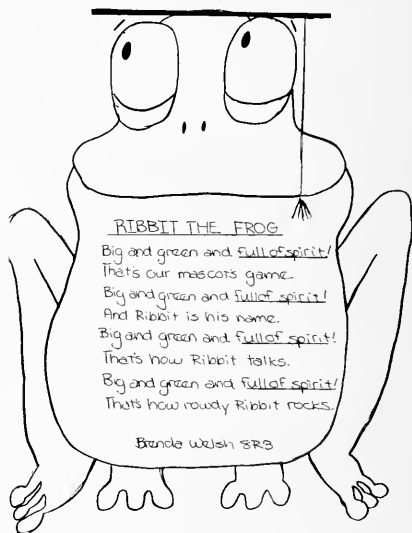 RIBBIT THE FROG
Big and green and full of spirit!
That's our mascot's game.
Big and green and full of spirit!
And Ribbit is his name.
Big and green and full of spirit!
That's how Ribbit talks.
Big and green and full of spirit!
That's how rowdy Ribbit rocks.
Brenda Welsh 8R3